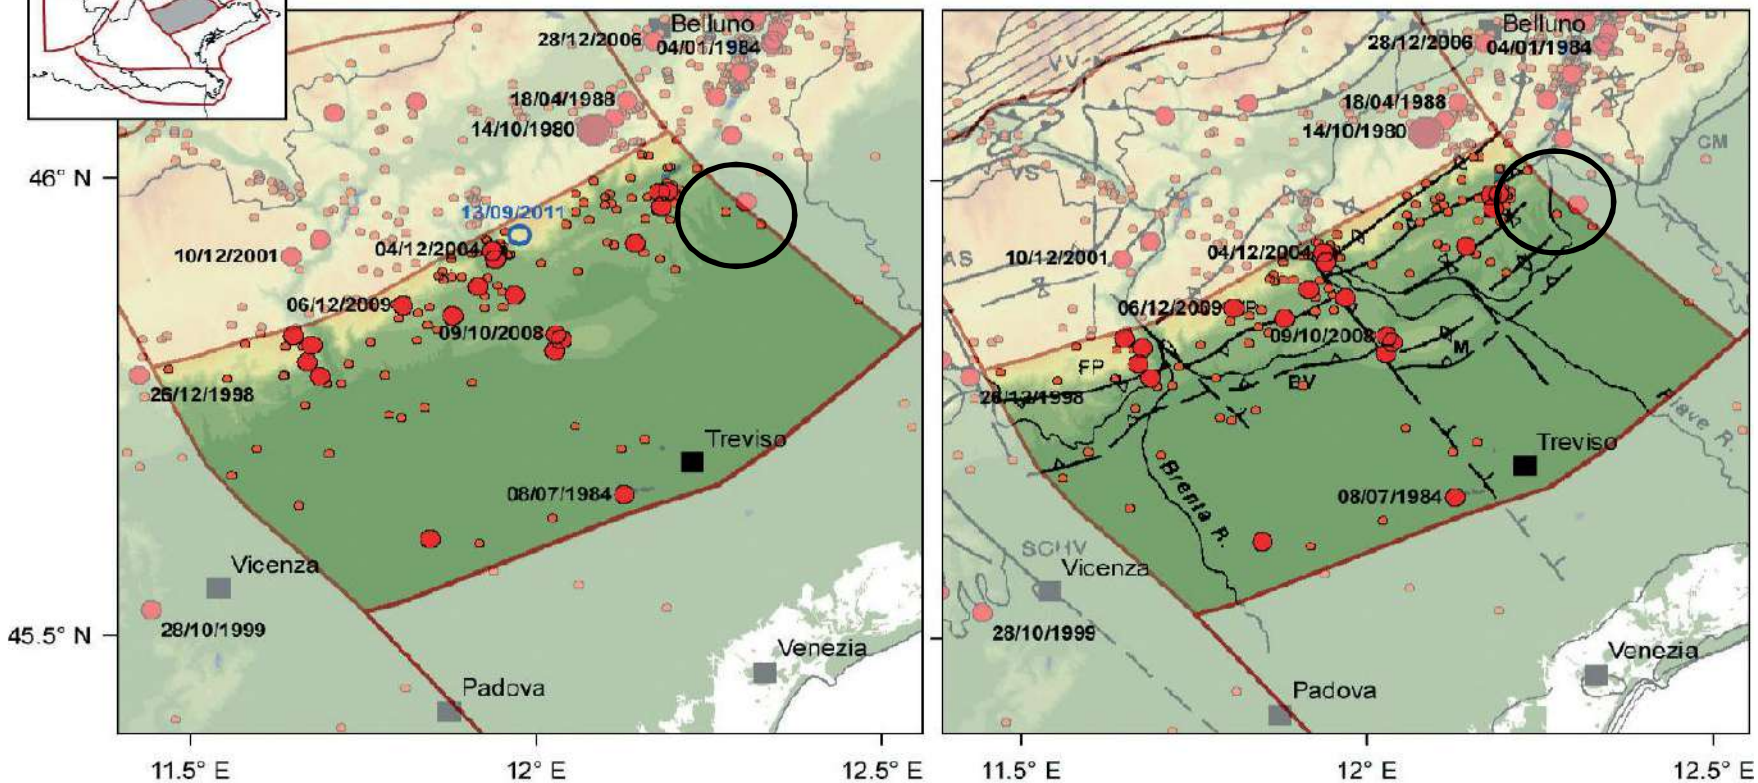 Belluno
28/12/2006
04/01/1984
18/04/1988
14/10/1980
46° N
13/09/2011
10/12/2001
04/12/2004
06/12/2009
09/10/2008
26/12/1998
Treviso
08/07/1984
Vicenza
45.5° N
28/10/1999
Venezia
Padova
11.5° E
12° E
12.5° E
Belluno
28/12/2006
04/01/1984
VV
18/04/1988
14/10/1980
CM
VS
AS
10/12/2001
04/12/2004
06/12/2009
09/10/2008
M
FP
BV
26/12/1998
Piave R.
Treviso
Brenta R.
08/07/1984
SCHV
Vicenza
28/10/1999
Venezia
Padova
11.5° E
12° E
12.5° E